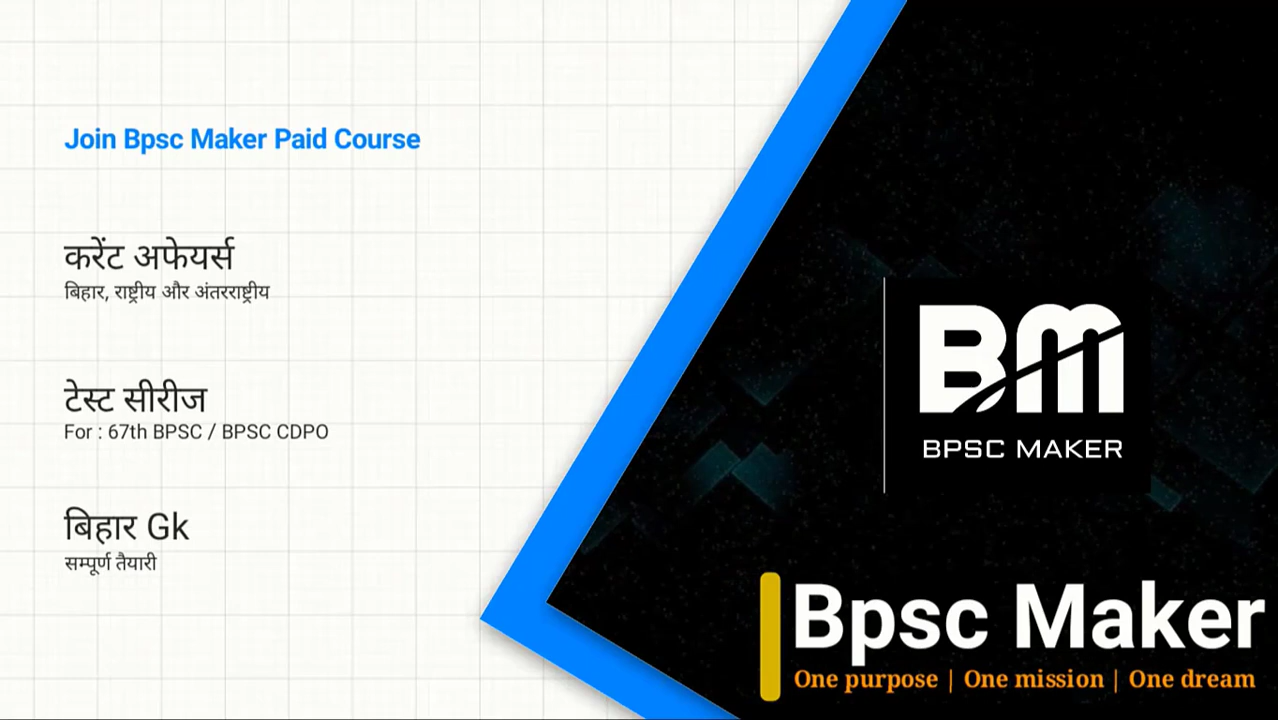 Join Bpsc Maker Paid Course
करेंट अफेयर्स
बिहार, राष्ट्रीय और अंतरराष्ट्रीय
टेस्ट सीरीज
For : 67th BPSC / BPSC CDPO
बिहार Gk
सम्पूर्ण तैयारी
BM
BPSC MAKER
Bpsc Maker
One purpose | One mission | One dream